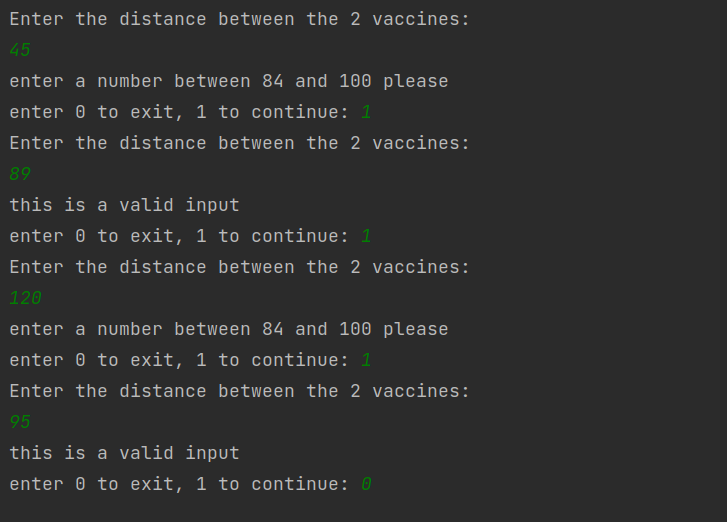 Enter the distance between the 2 vaccines:
45
enter a number between 84 and 100 please
enter 0 to exit, 1 to continue: 1
Enter the distance between the 2 vaccines:
89
this is a valid input
enter 0 to exit, 1 to continue: 1
Enter the distance between the 2 vaccines:
120
enter a number between 84 and 100 please
enter 0 to exit, 1 to continue: 1
Enter the distance between the 2 vaccines:
95
this is a valid input
enter 0 to exit, 1 to continue: 0